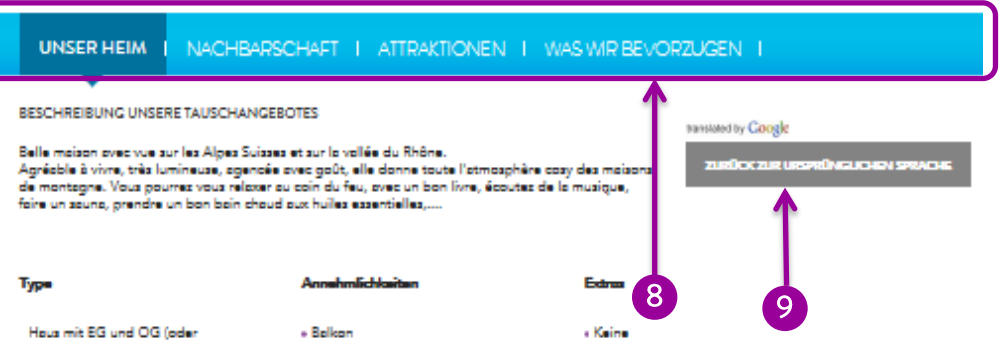 UNSER HEIM | NACHBARSCHAFT | ATTRAKTIONEN | WAS WIR BEVORZUGEN |
BESCHREIBUNG UNSERE TAUSCHANGEBOTES
translated by Google
ZURÜCK ZUR URSPRÜNGLICHEN SPRACHE
Belle maison avec vue sur les Alpes Suisses et sur la vallée du Rhône.
Agréable à vivre, très lumineuse, agencée avec goût, elle donne toute l'atmosphère cosy des maisons
de montagne. Vous pourrez vous relaxer au coin du feu, avec un bon livre, écoutez de la musique,
faire un sauna, prendre un bon bain chaud aux huiles essentielles,....
Type Annehmlichkeiten Extras
8 9
Haus mit EG und OG (oder • Balkon • Keine